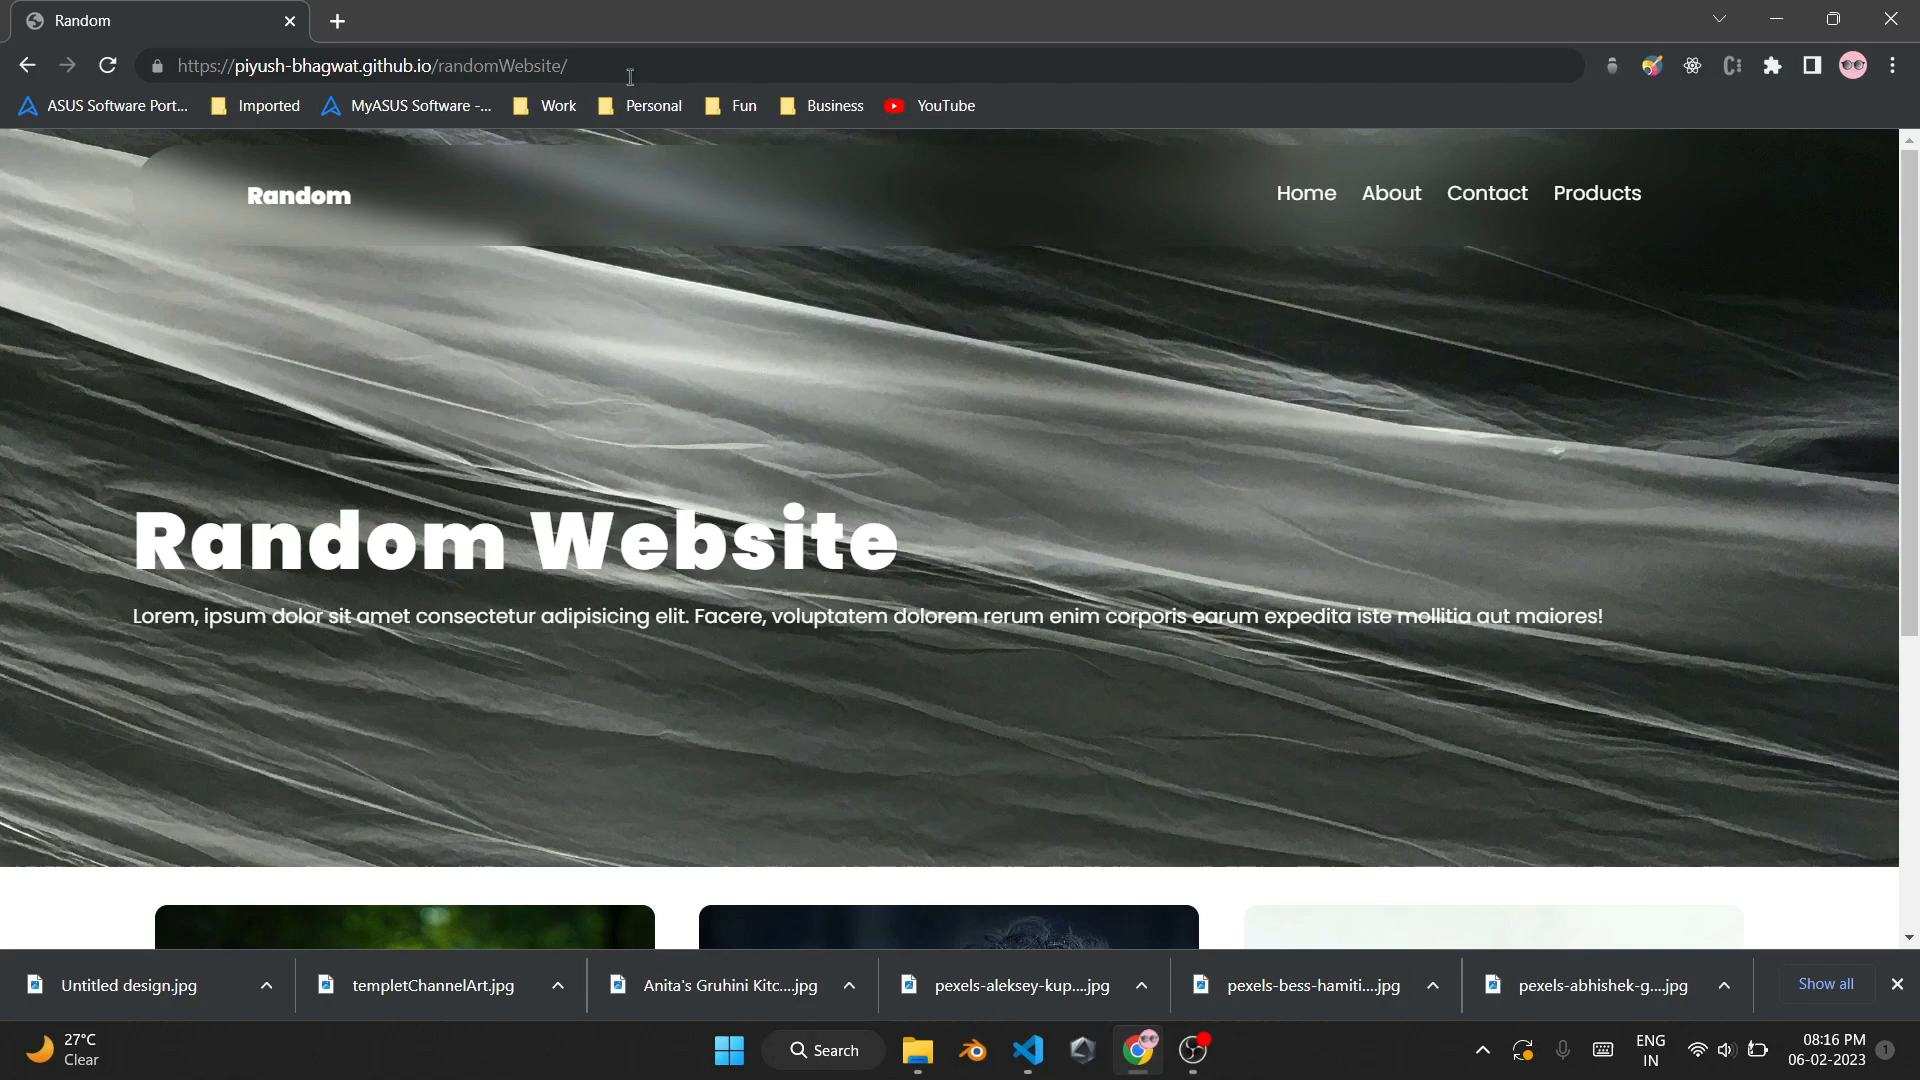 Random
https://piyush-bhagwat.github.io/randomWebsite/
ASUS Software Port... Imported MyASUS Software -... Work Personal Fun Business YouTube
Random Home About Contact Products
Random Website
Lorem, ipsum dolor sit amet consectetur adipisicing elit. Facere, voluptatem dolorem rerum enim corporis earum expedita iste mollitia aut maiores!
Untitled design.jpg templetChannelArt.jpg Anita's Gruhini Kitc....jpg pexels-aleksey-kup....jpg pexels-bess-hamiti....jpg pexels-abhishek-g....jpg Show all
27°C
Clear
Search
ENG
IN
08:16 PM
06-02-2023
1